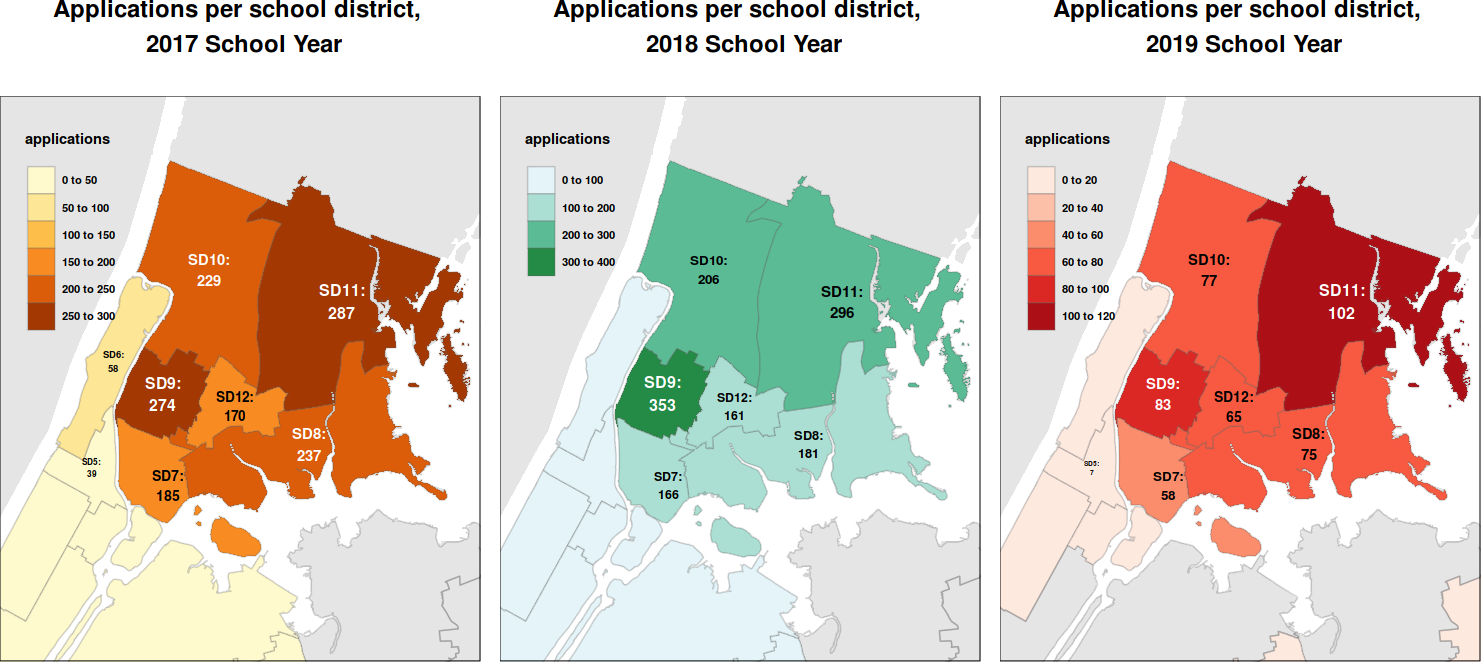 Applications per school district,
2017 School Year
applications
0 to 50
50 to 100
100 to 150
150 to 200
200 to 250
250 to 300
SD10:
229
SD11:
287
SD6:
58
SD9:
274
SD12:
170
SD8:
237
SD5:
39
SD7:
185
Applications per school district,
2018 School Year
applications
0 to 100
100 to 200
200 to 300
300 to 400
SD10:
206
SD11:
296
SD9:
353
SD12:
161
SD8:
181
SD7:
166
Applications per school district,
2019 School Year
applications
0 to 20
20 to 40
40 to 60
60 to 80
80 to 100
100 to 120
SD10:
77
SD11:
102
SD9:
83
SD12:
65
SD8:
75
SD5:
7
SD7:
58